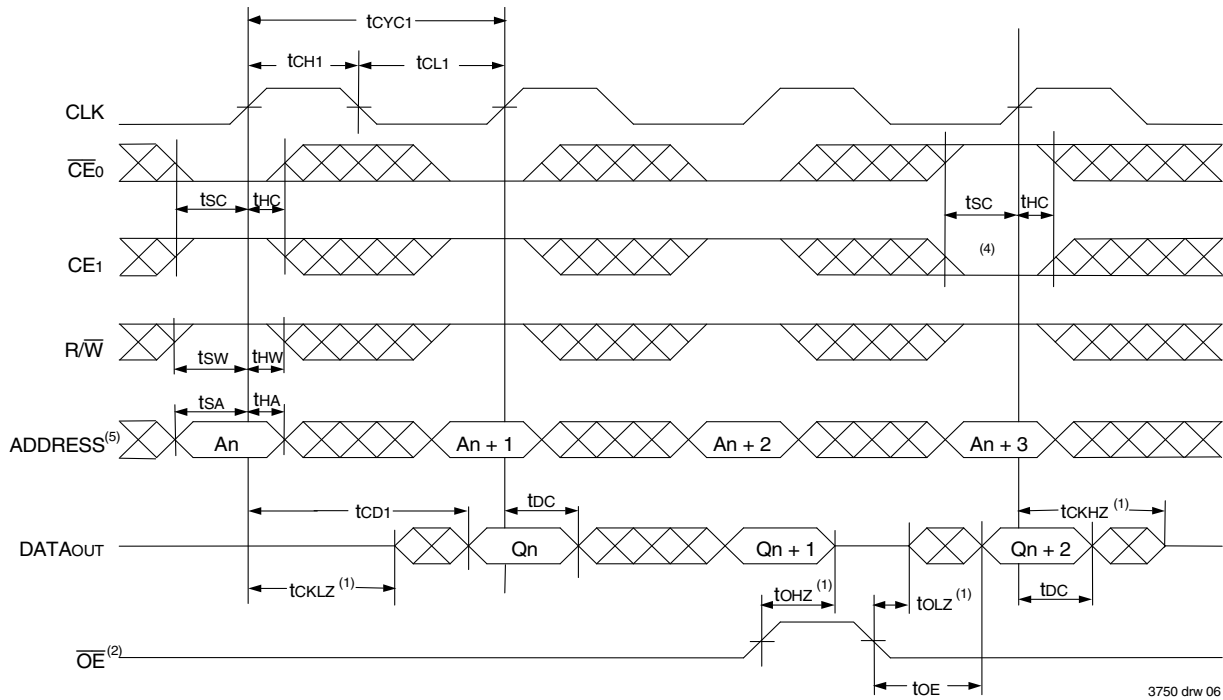 tCYC1
tCH1 tCL1
CLK
CE0
tSC tHC tSC tHC
CE1 (4)
R/W
tSW tHW
tSA tHA
ADDRESS(5) An An + 1 An + 2 An + 3
tCD1 tDC tCKHZ (1)
DATAOUT Qn Qn + 1 Qn + 2
tCKLZ (1) tOHZ (1) tOLZ (1) tDC
OE(2)
tOE
3750 drw 06